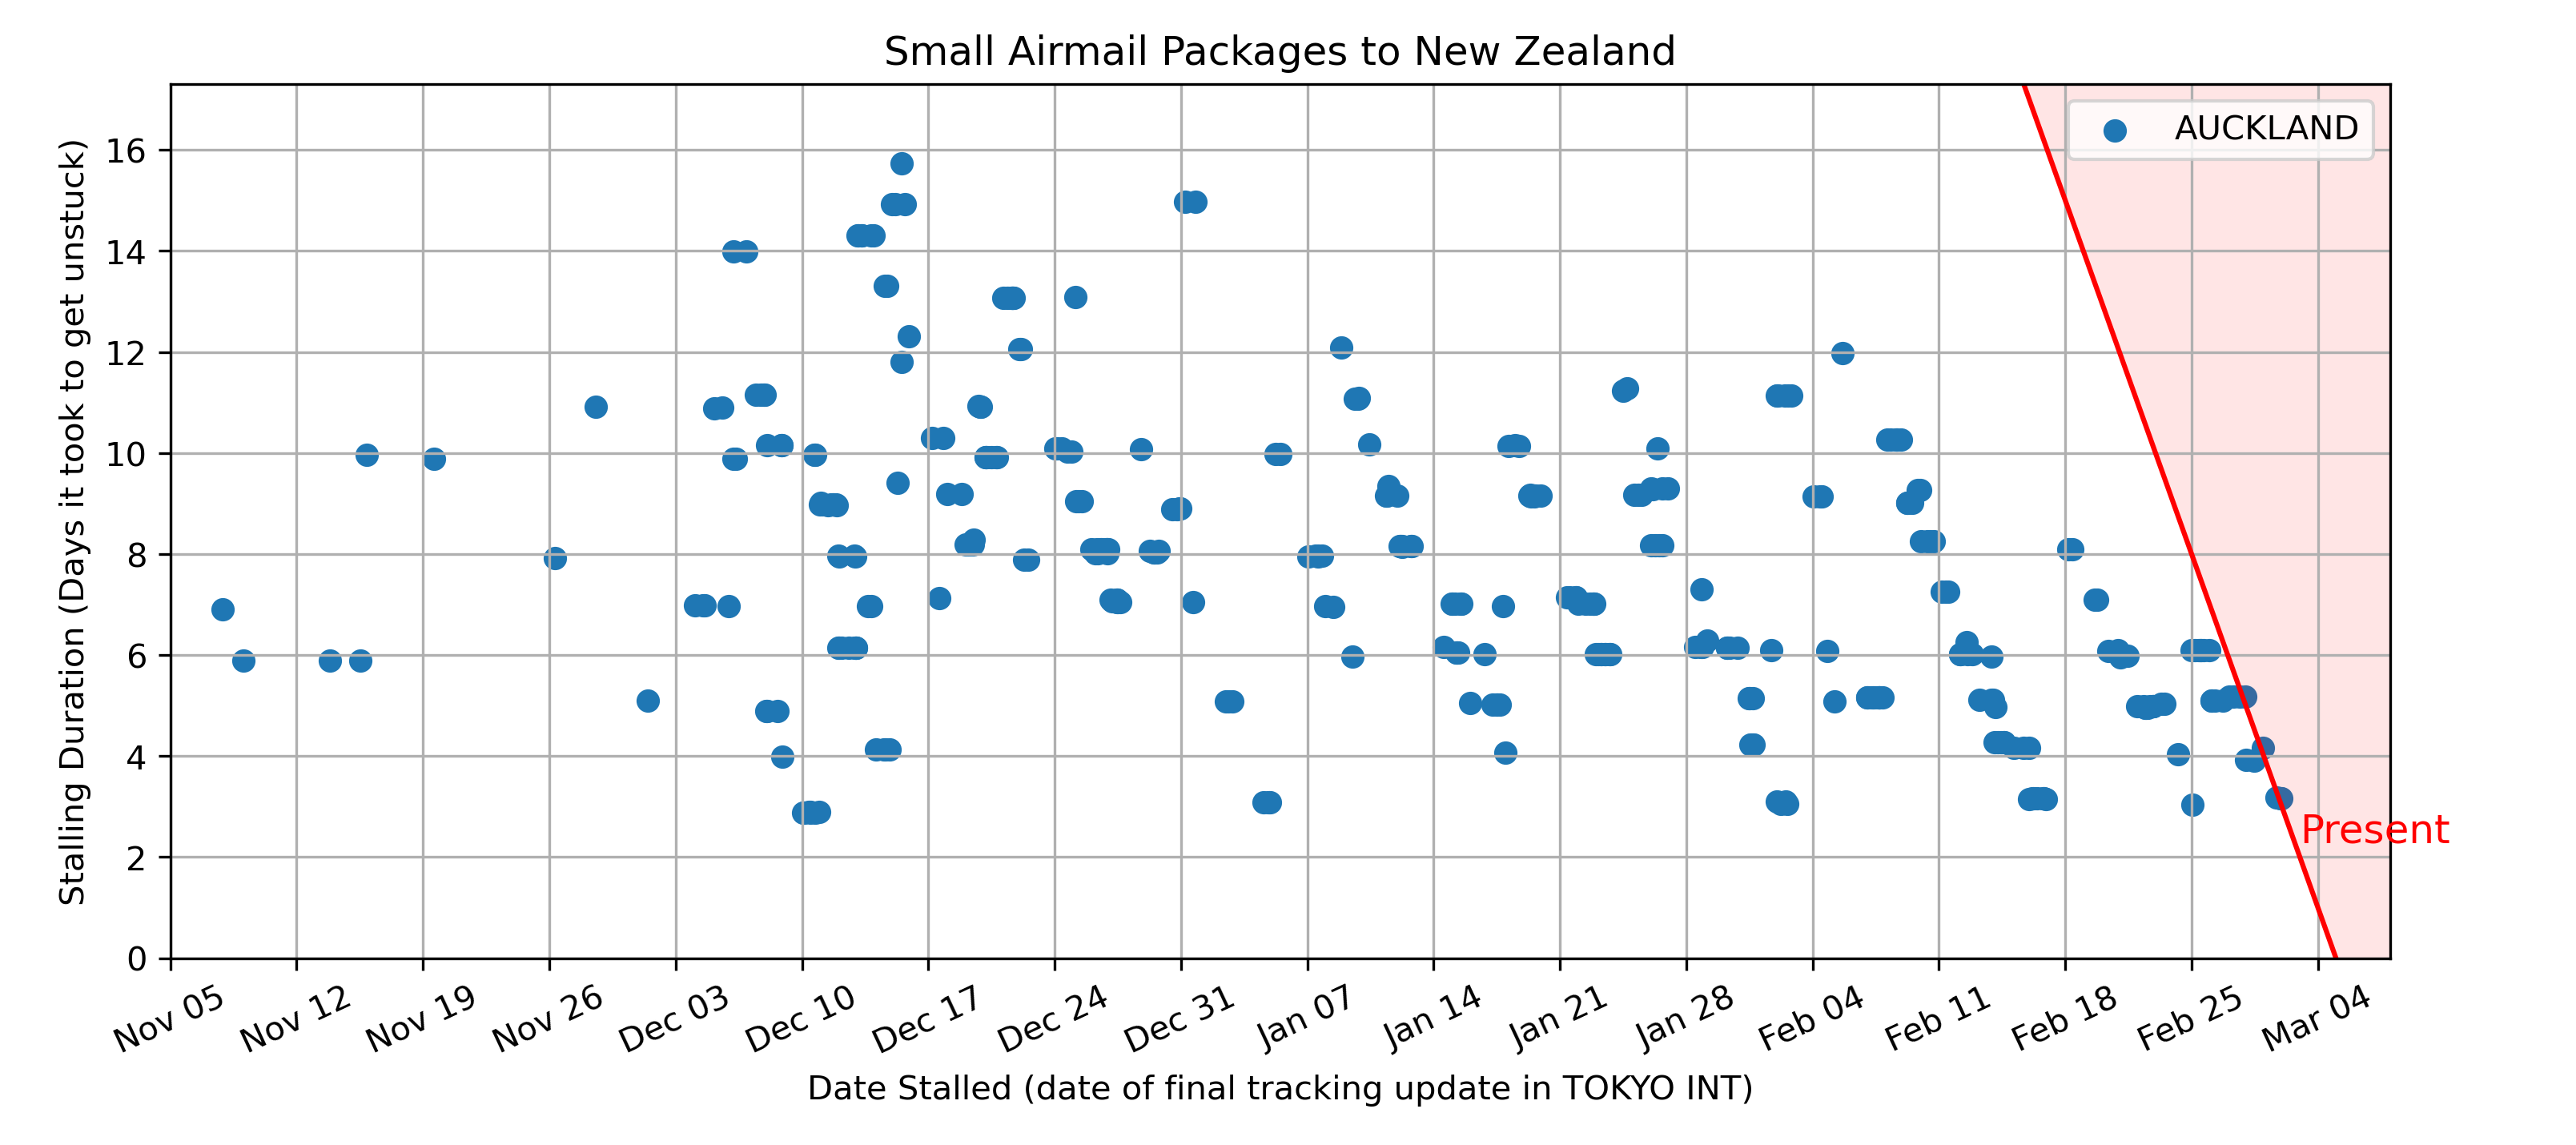 Small Airmail Packages to New Zealand
AUCKLAND
Stalling Duration (Days it took to get unstuck)
16
14
12
10
8
6
4
2
0
Present
Nov 05 Nov 12 Nov 19 Nov 26 Dec 03 Dec 10 Dec 17 Dec 24 Dec 31 Jan 07 Jan 14 Jan 21 Jan 28 Feb 04 Feb 11 Feb 18 Feb 25 Mar 04
Date Stalled (date of final tracking update in TOKYO INT)